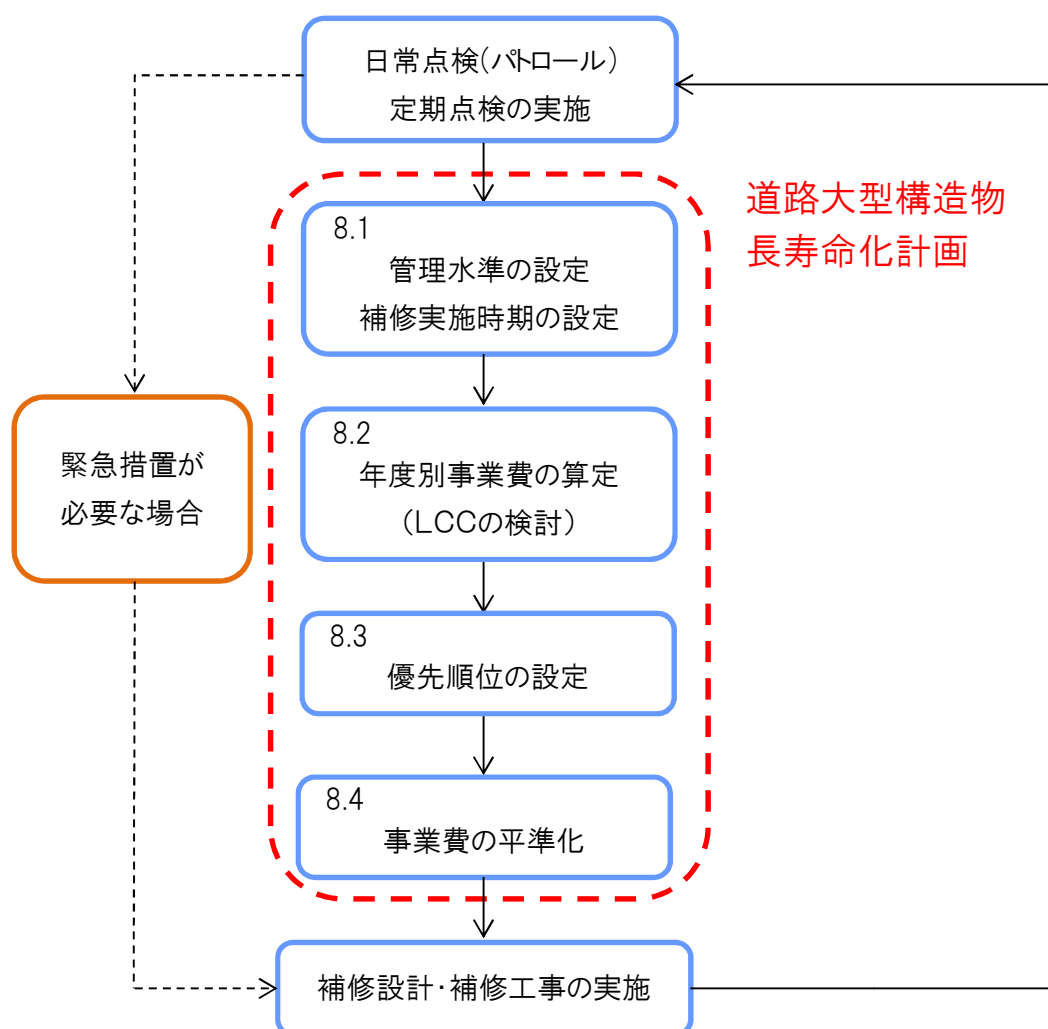 日常点検(パトロール)
定期点検の実施
道路大型構造物
長寿命化計画
8.1
管理水準の設定
補修実施時期の設定
緊急措置が
必要な場合
8.2
年度別事業費の算定
(LCCの検討)
8.3
優先順位の設定
8.4
事業費の平準化
補修設計・補修工事の実施